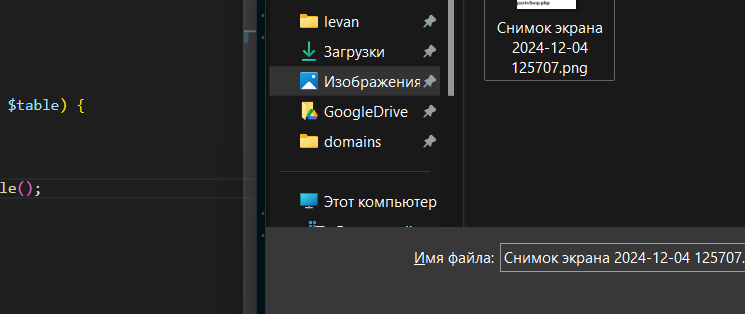 $table) {
le();
levan
Загрузки
Изображения
GoogleDrive
domains
Этот компьютер
Снимок экрана
2024-12-04
125707.png
Имя файла:
Снимок экрана 2024-12-04 125707.